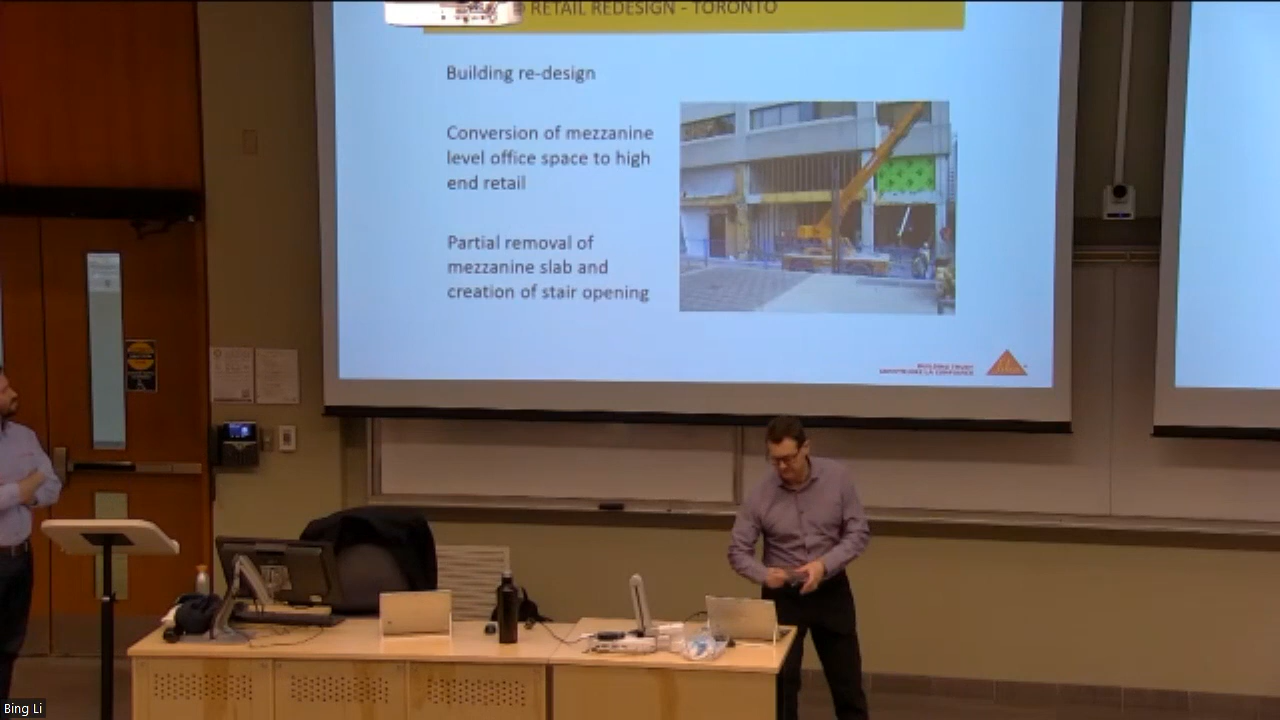 RETAIL REDESIGN - TORONTO
Building re-design
Conversion of mezzanine
level office space to high
end retail
Partial removal of
mezzanine slab and
creation of stair opening
BUILDING TRUST
Bing Li